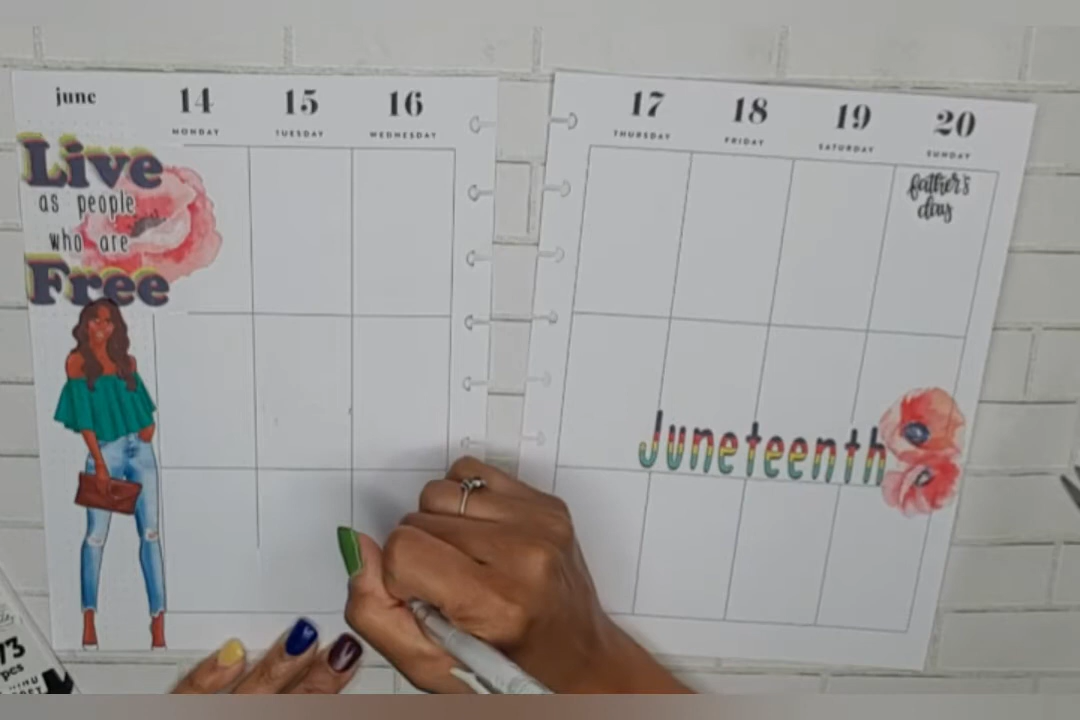 june
14
MONDAY
15
TUESDAY
16
WEDNESDAY
17
THURSDAY
18
FRIDAY
19
SATURDAY
20
SUNDAY
Live
as people
who are
Free
father's
day
Juneteenth
73
pcs